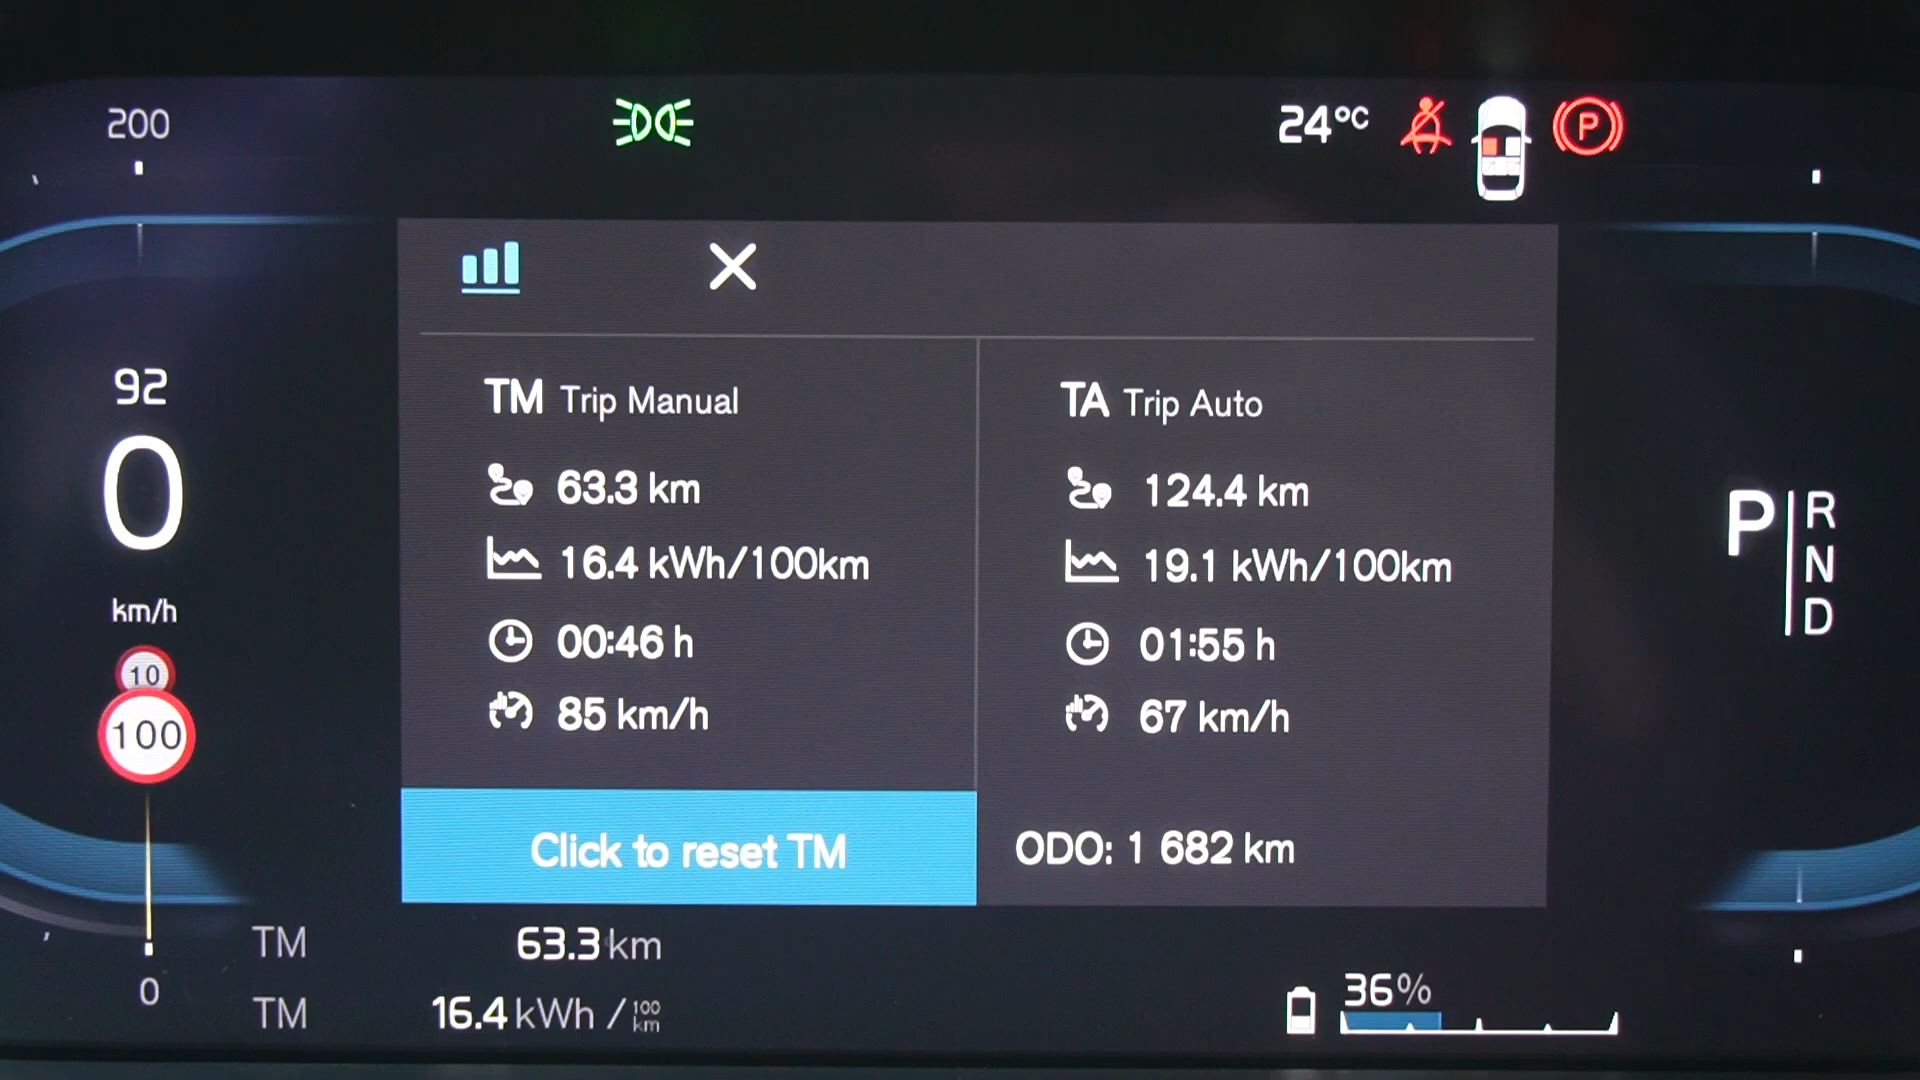 200
24°C
P
92
0
km/h
10
100
0
TM Trip Manual
63.3 km
16.4 kWh/100km
00:46 h
85 km/h
Click to reset TM
TA Trip Auto
124.4 km
19.1 kWh/100km
01:55 h
67 km/h
ODO: 1 682 km
P
R
N
D
TM 63.3 km
TM 16.4 kWh / 100 km
36%